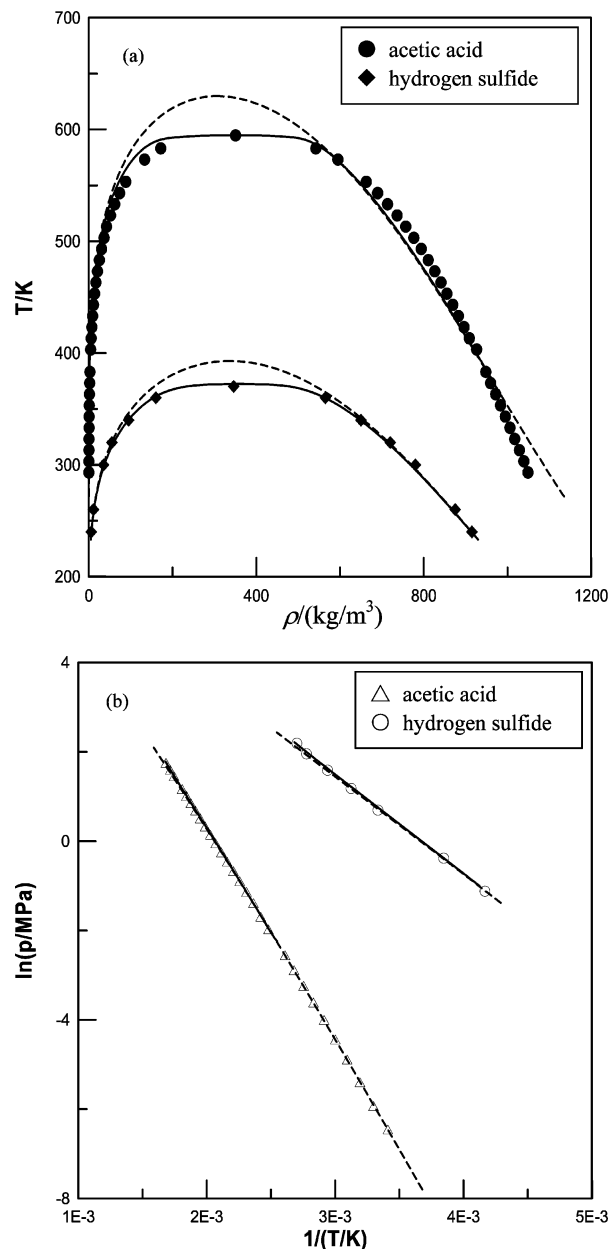 700
(a)
acetic acid
hydrogen sulfide
600
500
T/K
400
300
200
0
400
800
1200
ρ/(kg/m³)
4
(b)
acetic acid
hydrogen sulfide
0
ln(p/MPa)
-4
-8
1E-3
2E-3
3E-3
4E-3
5E-3
1/(T/K)